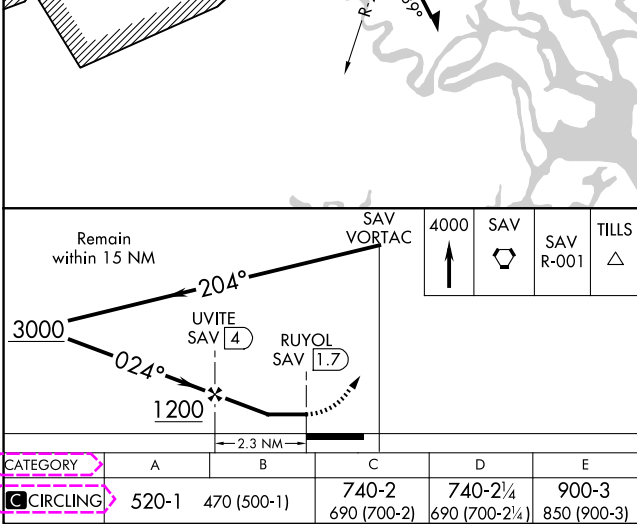 R-
9°
SAV
VORTAC
4000
SAV
SAV
R-001
TILLS
Remain
within 15 NM
204°
3000
UVITE
SAV 4
RUYOL
SAV 1.7
024°
1200
2.3 NM
CATEGORY A B C D E
C CIRCLING 520-1 470 (500-1) 740-2 740-2¼ 900-3
690 (700-2) 690 (700-2¼) 850 (900-3)